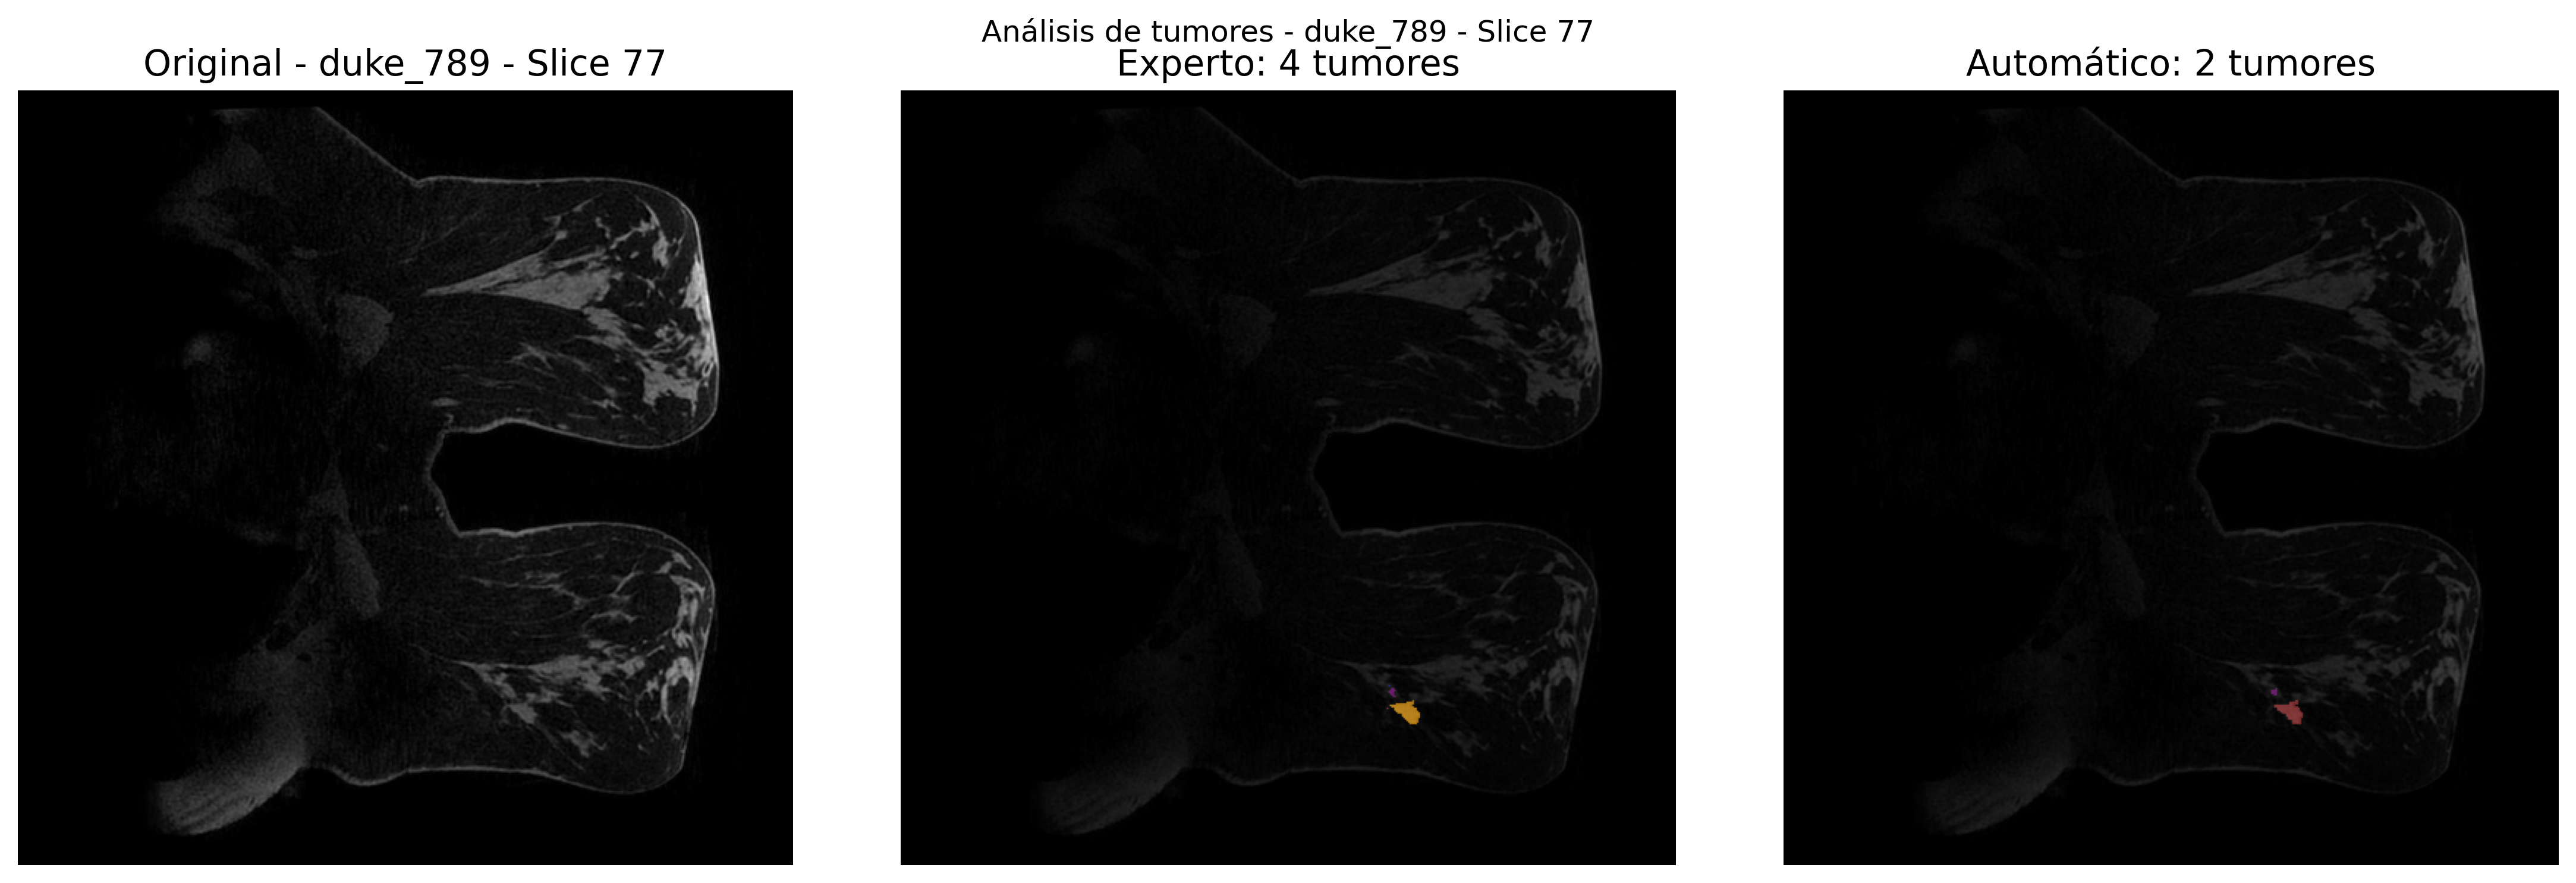 Análisis de tumores - duke_789 - Slice 77
Original - duke_789 - Slice 77
Experto: 4 tumores
Automático: 2 tumores